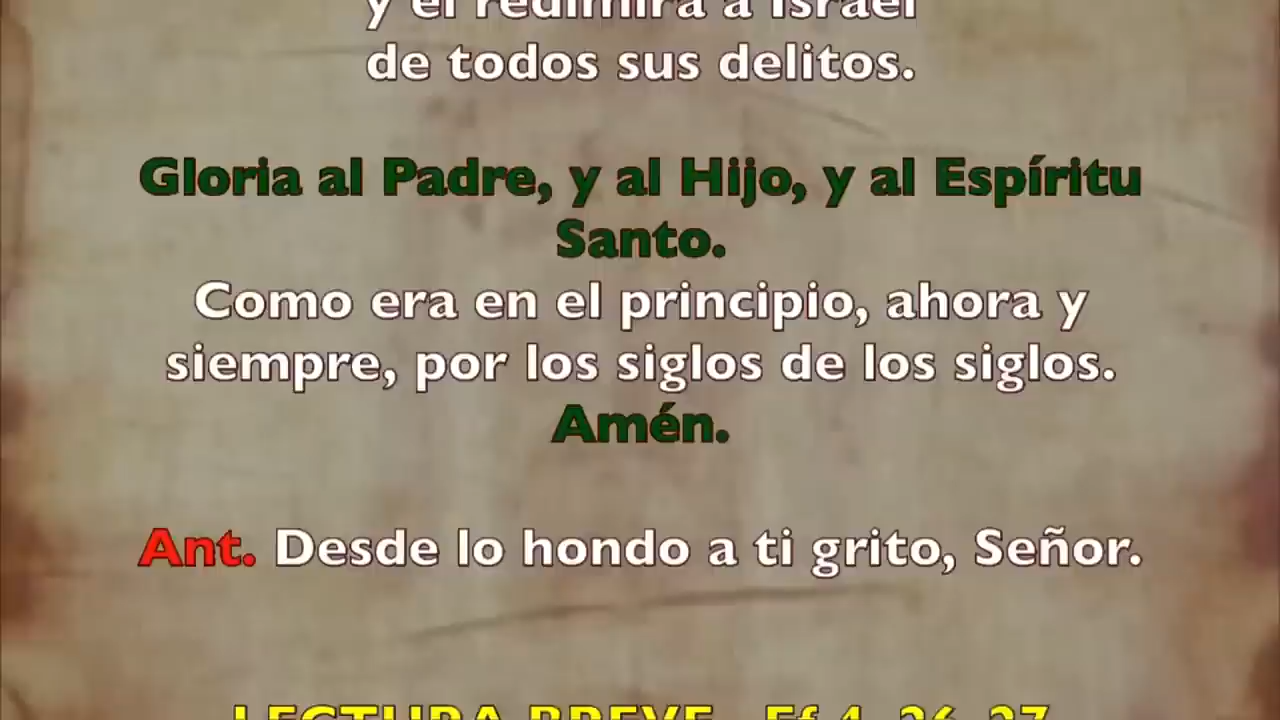 y él redimirá a Israel
de todos sus delitos.
Gloria al Padre, y al Hijo, y al Espíritu
Santo.
Como era en el principio, ahora y
siempre, por los siglos de los siglos.
Amén.
Ant. Desde lo hondo a ti grito, Señor.
LECTURA BREVE Ef 4, 26-27